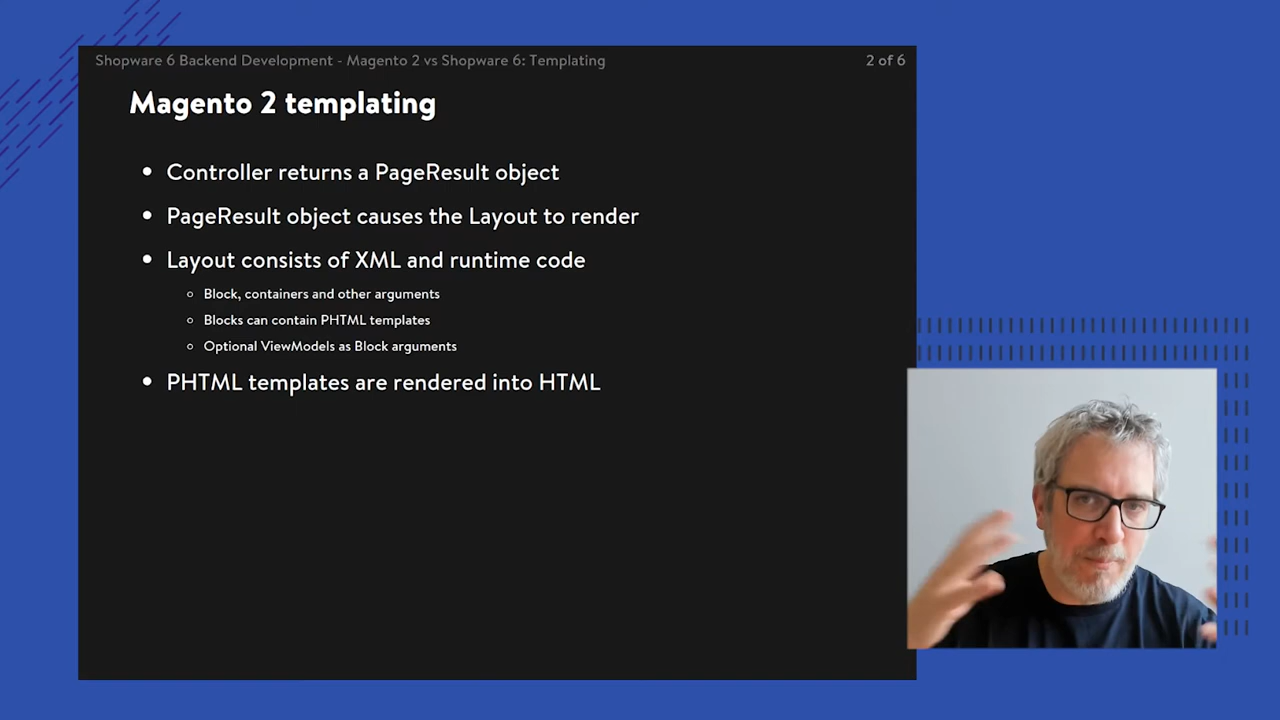 Shopware 6 Backend Development - Magento 2 vs Shopware 6: Templating
2 of 6
Magento 2 templating
Controller returns a PageResult object
PageResult object causes the Layout to render
Layout consists of XML and runtime code
Block, containers and other arguments
Blocks can contain PHTML templates
Optional ViewModels as Block arguments
PHTML templates are rendered into HTML